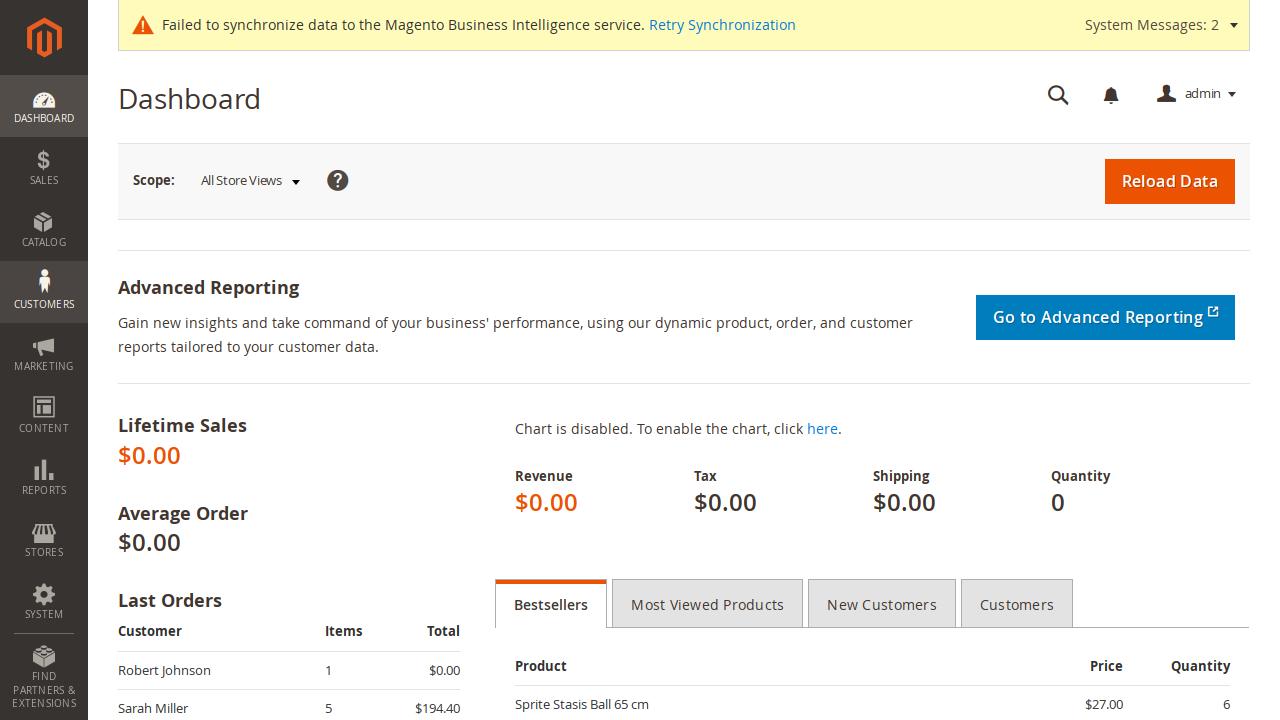 Failed to synchronize data to the Magento Business Intelligence service. Retry Synchronization
System Messages: 2
Dashboard
admin
DASHBOARD
SALES
CATALOG
CUSTOMERS
MARKETING
CONTENT
REPORTS
STORES
SYSTEM
FIND
PARTNERS &
EXTENSIONS
Scope: All Store Views ?
Reload Data
Advanced Reporting
Gain new insights and take command of your business' performance, using our dynamic product, order, and customer
reports tailored to your customer data.
Go to Advanced Reporting
Lifetime Sales
$0.00
Average Order
$0.00
Chart is disabled. To enable the chart, click here.
Revenue Tax Shipping Quantity
$0.00 $0.00 $0.00 0
Last Orders
Customer Items Total
Robert Johnson 1 $0.00
Sarah Miller 5 $194.40
Bestsellers Most Viewed Products New Customers Customers
Product Price Quantity
Sprite Stasis Ball 65 cm $27.00 6